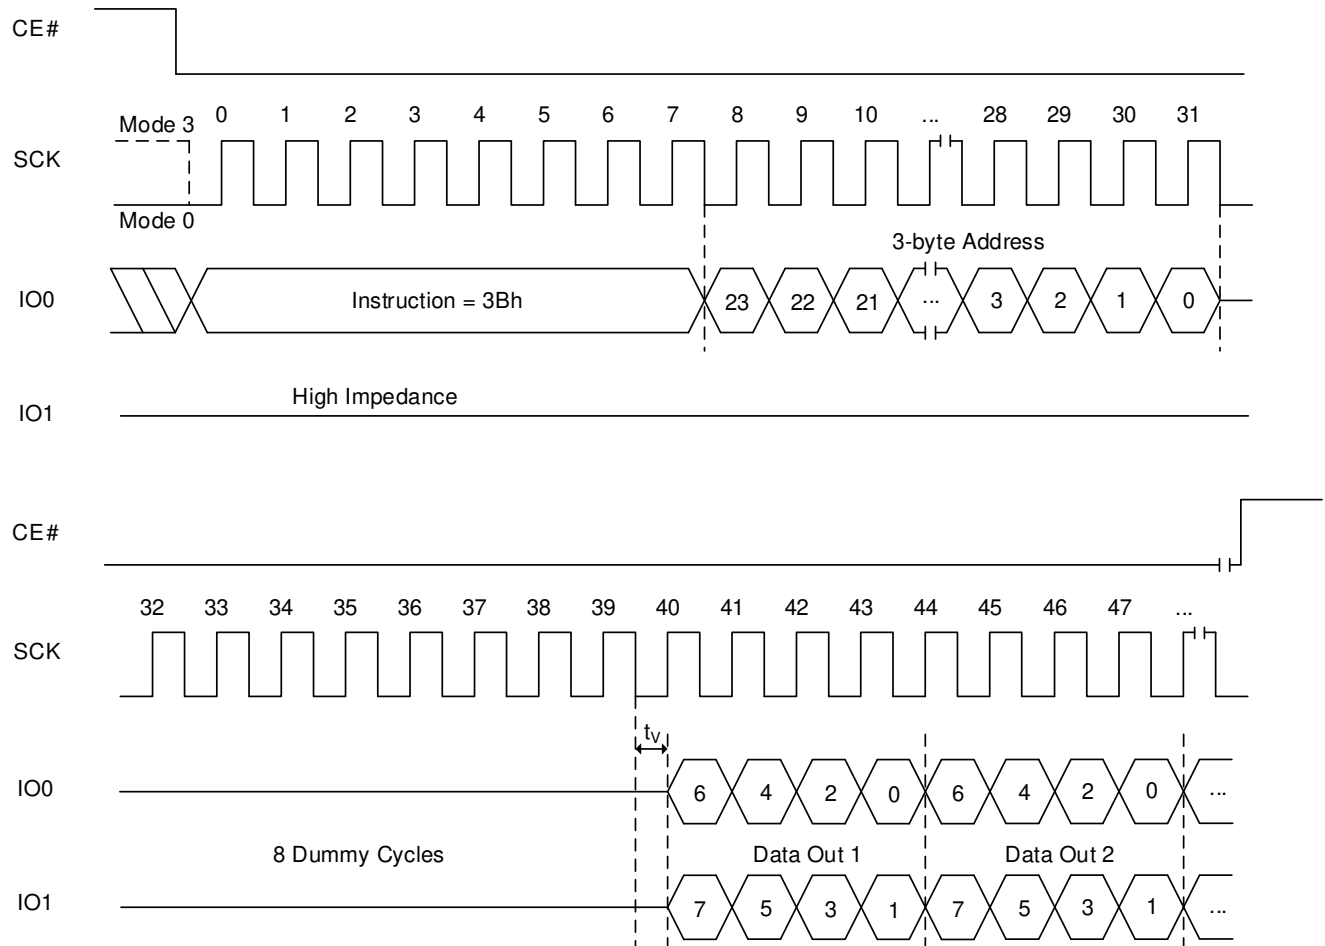 CE#
Mode 3 0 1 2 3 4 5 6 7 8 9 10 ... 28 29 30 31
SCK
Mode 0
3-byte Address
IO0 Instruction = 3Bh 23 22 21 ... 3 2 1 0
High Impedance
IO1
CE#
32 33 34 35 36 37 38 39 40 41 42 43 44 45 46 47 ...
SCK
tV
IO0 6 4 2 0 6 4 2 0 ...
8 Dummy Cycles Data Out 1 Data Out 2
IO1 7 5 3 1 7 5 3 1 ...